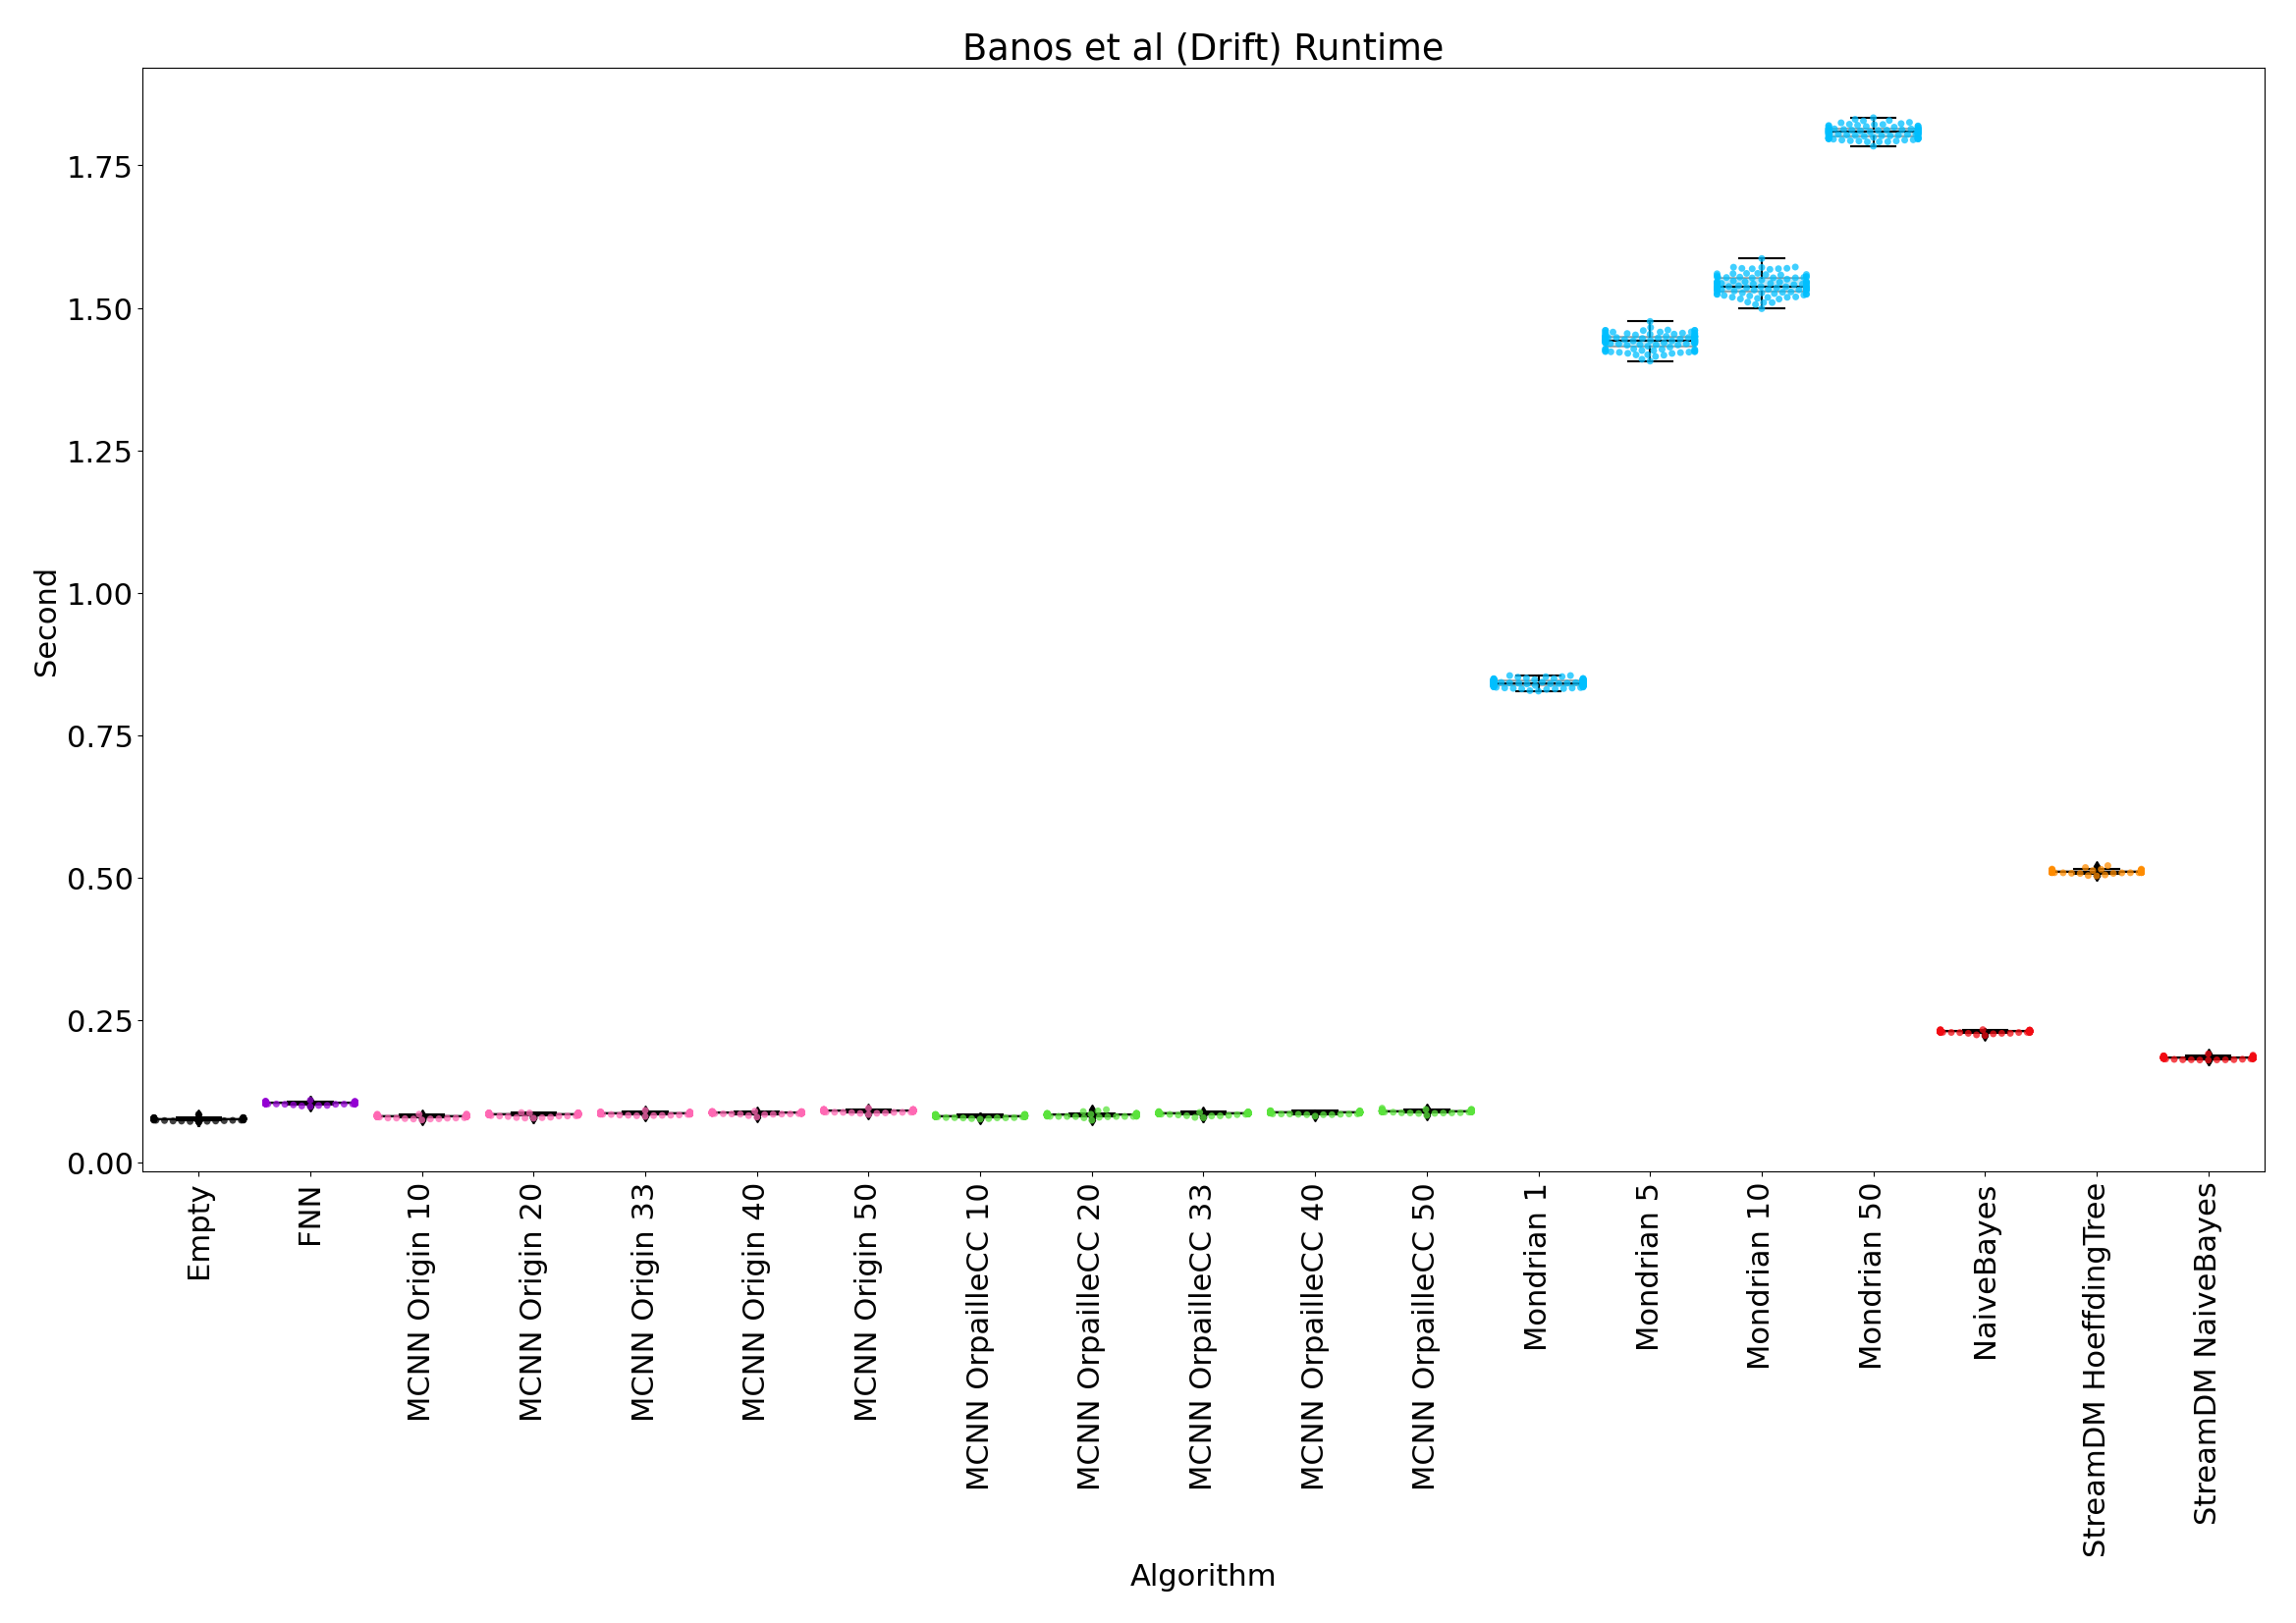 Banos et al (Drift) Runtime
Second
1.75
1.50
1.25
1.00
0.75
0.50
0.25
0.00
Empty
FNN
MCNN Origin 10
MCNN Origin 20
MCNN Origin 33
MCNN Origin 40
MCNN Origin 50
MCNN OrpailleCC 10
MCNN OrpailleCC 20
MCNN OrpailleCC 33
MCNN OrpailleCC 40
MCNN OrpailleCC 50
Mondrian 1
Mondrian 5
Mondrian 10
Mondrian 50
NaiveBayes
StreamDM HoeffdingTree
StreamDM NaiveBayes
Algorithm